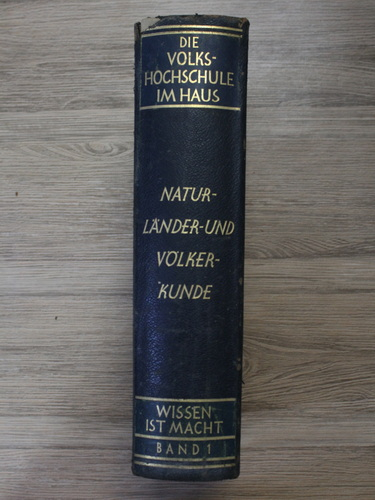 DIE
VOLKS-
HOCHSCHULE
IM HAUS
NATUR-
LÄNDER-UND
VÖLKER-
KUNDE
WISSEN
IST MACHT
BAND 1